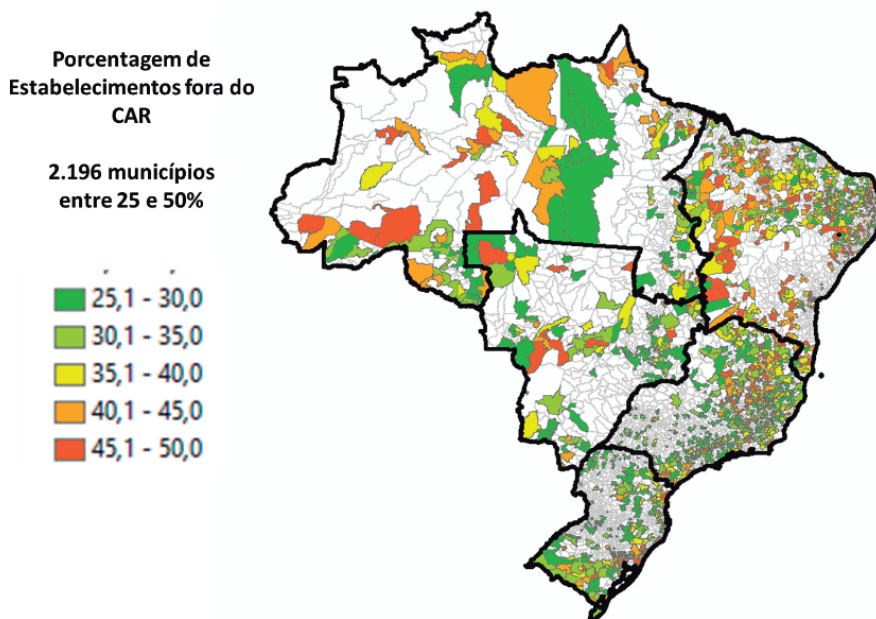 Porcentagem de
Estabelecimentos fora do
CAR
2.196 municípios
entre 25 e 50%
25,1 - 30,0
30,1 - 35,0
35,1 - 40,0
40,1 - 45,0
45,1 - 50,0